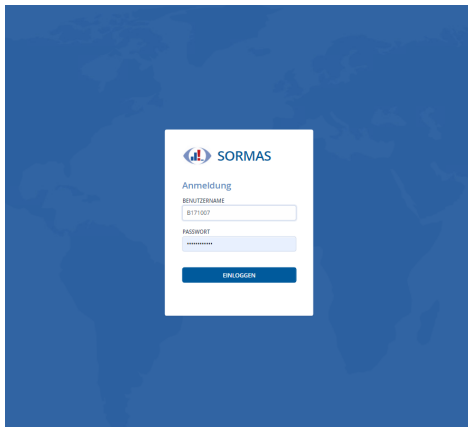 SORMAS
Anmeldung
BENUTZERNAME
B171007
PASSWORT
••••••••••••
EINLOGGEN